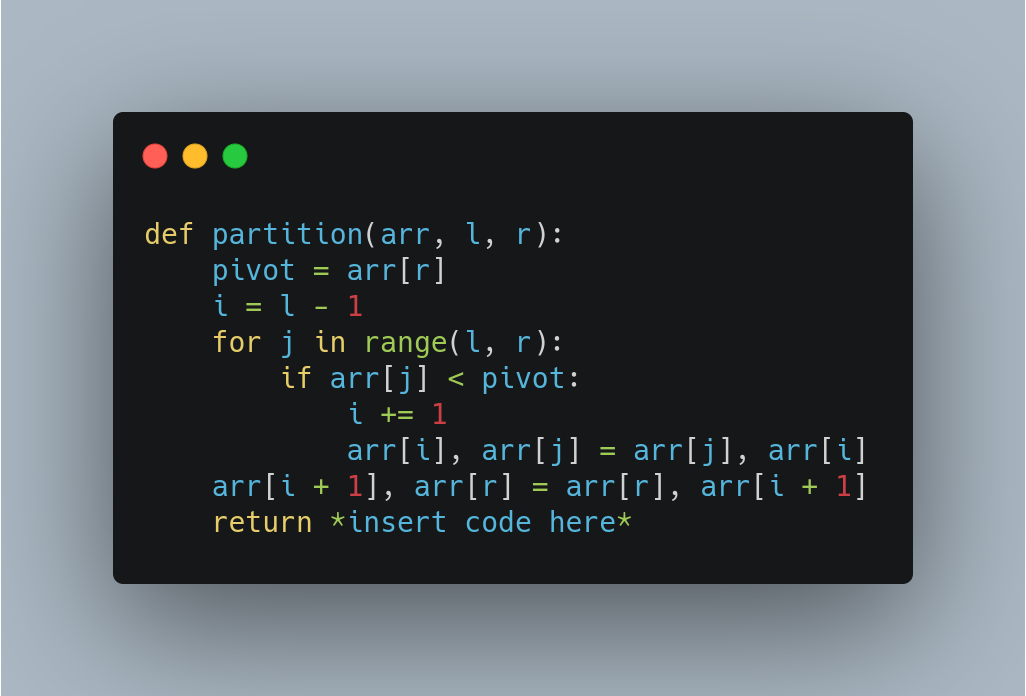 def partition(arr, l, r):
    pivot = arr[r]
    i = l - 1
    for j in range(l, r):
        if arr[j] < pivot:
            i += 1
            arr[i], arr[j] = arr[j], arr[i]
    arr[i + 1], arr[r] = arr[r], arr[i + 1]
    return *insert code here*